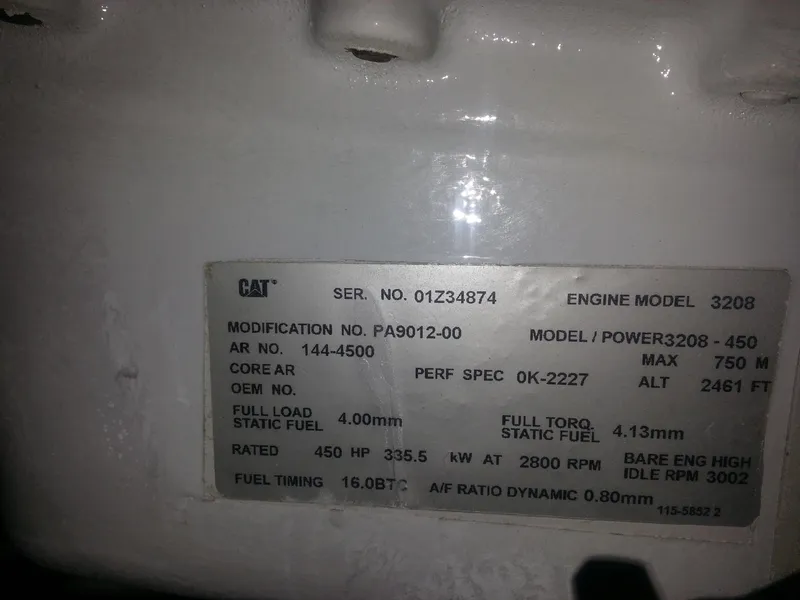 CAT SER. NO. 01Z34874 ENGINE MODEL 3208
MODIFICATION NO. PA9012-00 MODEL / POWER3208 - 450
AR NO. 144-4500 MAX 750 M
CORE AR PERF SPEC 0K-2227 ALT 2461 FT
OEM NO.
FULL LOAD
STATIC FUEL 4.00mm FULL TORQ.
STATIC FUEL 4.13mm
RATED 450 HP 335.5 kW AT 2800 RPM BARE ENG HIGH
IDLE RPM 3002
FUEL TIMING 16.0BTC A/F RATIO DYNAMIC 0.80mm
115-5852 2